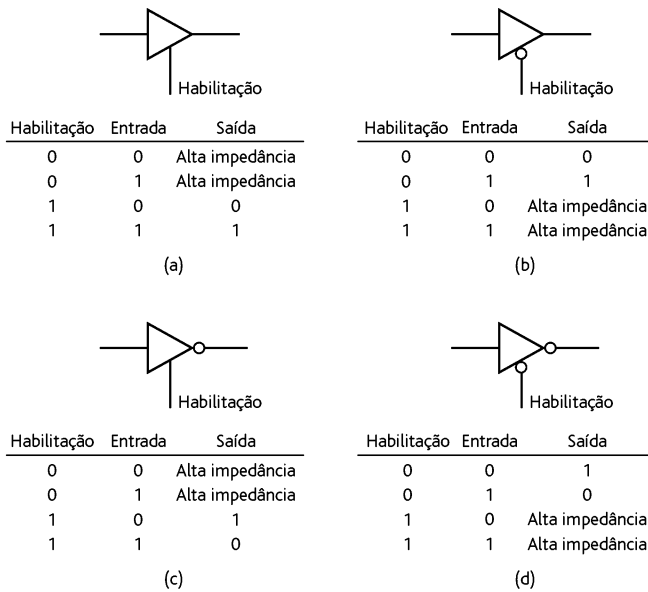 Habilitação
Habilitação Entrada Saída
0 0 Alta impedância
0 1 Alta impedância
1 0 0
1 1 1
(a)
Habilitação
Habilitação Entrada Saída
0 0 0
0 1 1
1 0 Alta impedância
1 1 Alta impedância
(b)
Habilitação
Habilitação Entrada Saída
0 0 Alta impedância
0 1 Alta impedância
1 0 1
1 1 0
(c)
Habilitação
Habilitação Entrada Saída
0 0 1
0 1 0
1 0 Alta impedância
1 1 Alta impedância
(d)